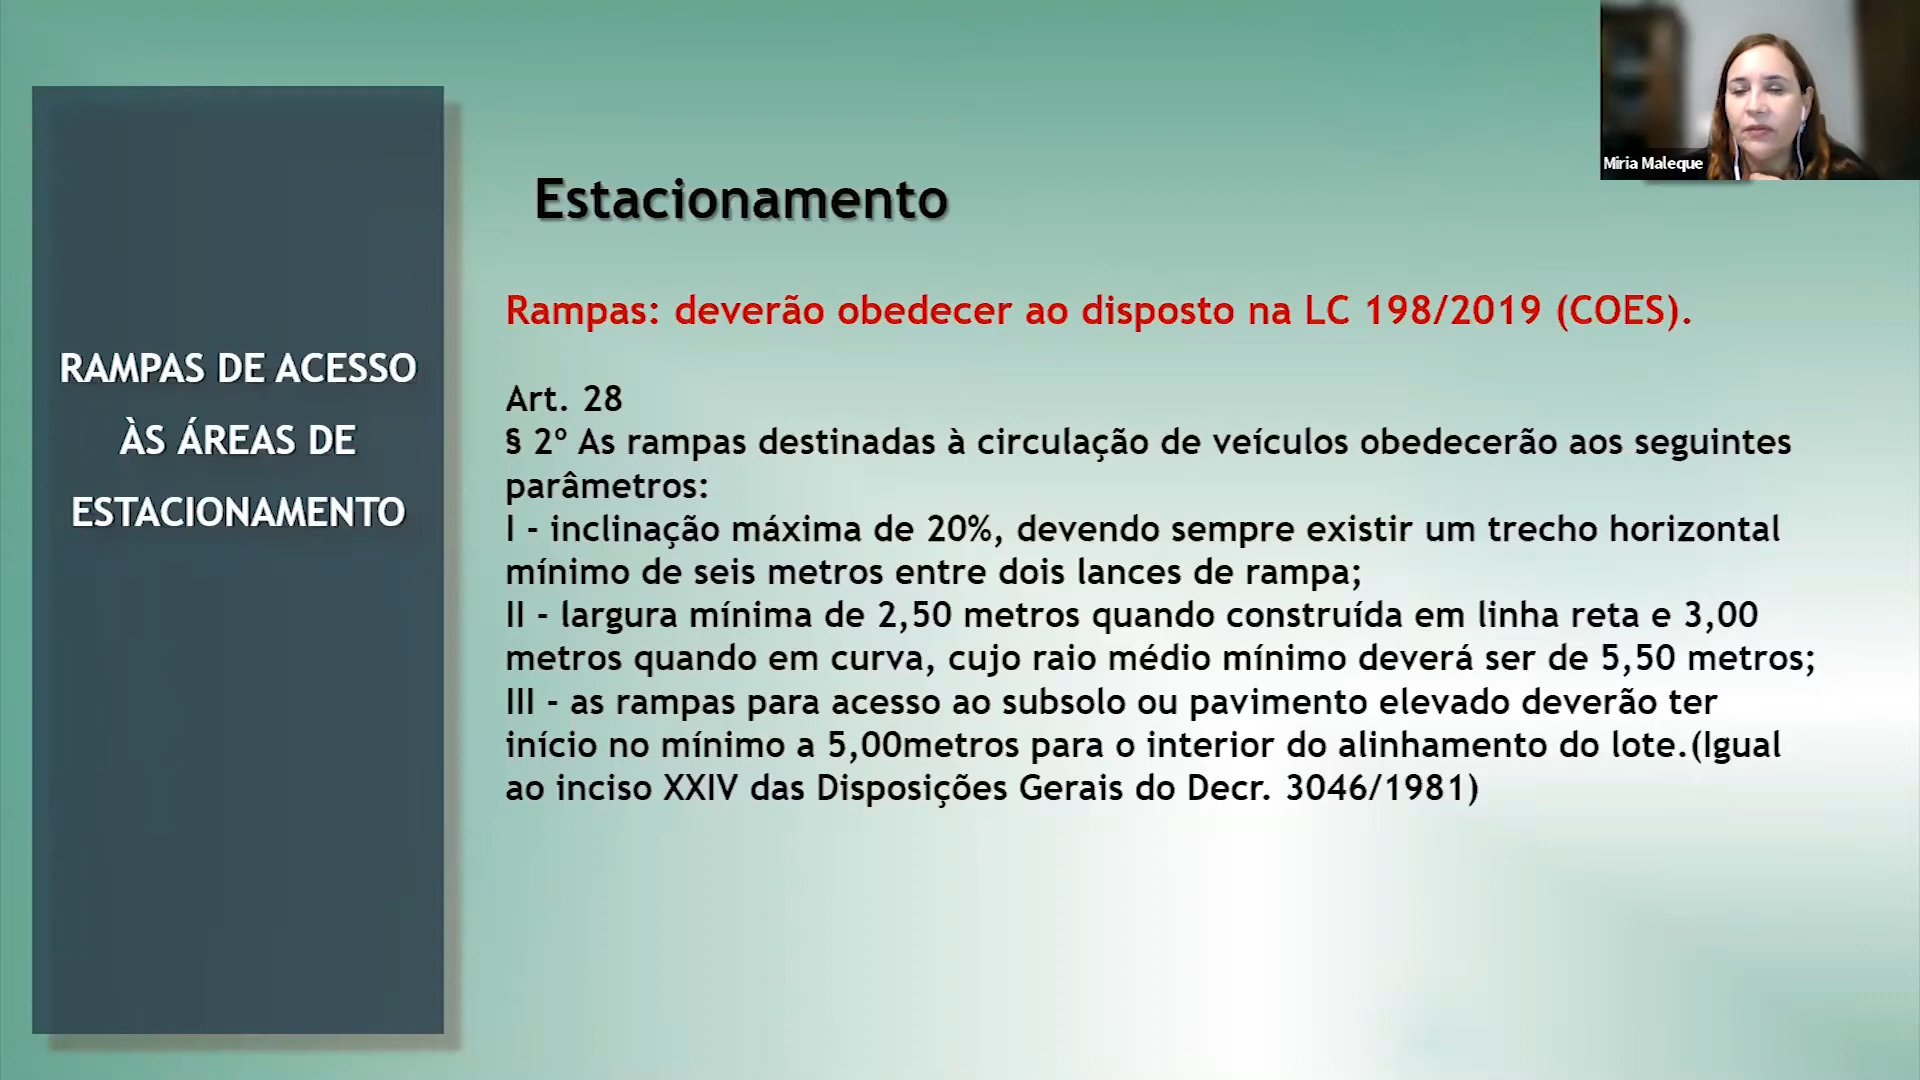 RAMPAS DE ACESSO
ÀS ÁREAS DE
ESTACIONAMENTO
Estacionamento
Rampas: deverão obedecer ao disposto na LC 198/2019 (COES).
Art. 28
§ 2º As rampas destinadas à circulação de veículos obedecerão aos seguintes
parâmetros:
I - inclinação máxima de 20%, devendo sempre existir um trecho horizontal
mínimo de seis metros entre dois lances de rampa;
II - largura mínima de 2,50 metros quando construída em linha reta e 3,00
metros quando em curva, cujo raio médio mínimo deverá ser de 5,50 metros;
III - as rampas para acesso ao subsolo ou pavimento elevado deverão ter
início no mínimo a 5,00metros para o interior do alinhamento do lote.(Igual
ao inciso XXIV das Disposições Gerais do Decr. 3046/1981)
Miria Maleque